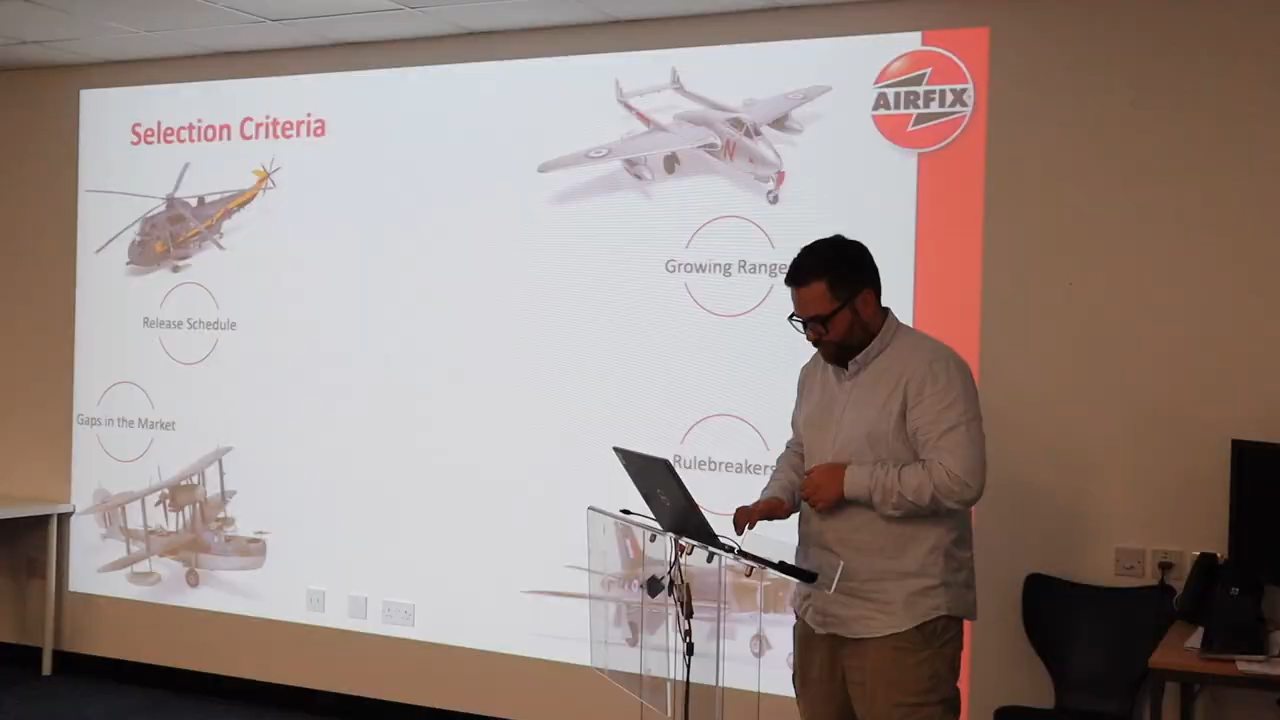 Selection Criteria
AIRFIX
Growing Range
Release Schedule
Gaps in the Market
Rulebreakers
N